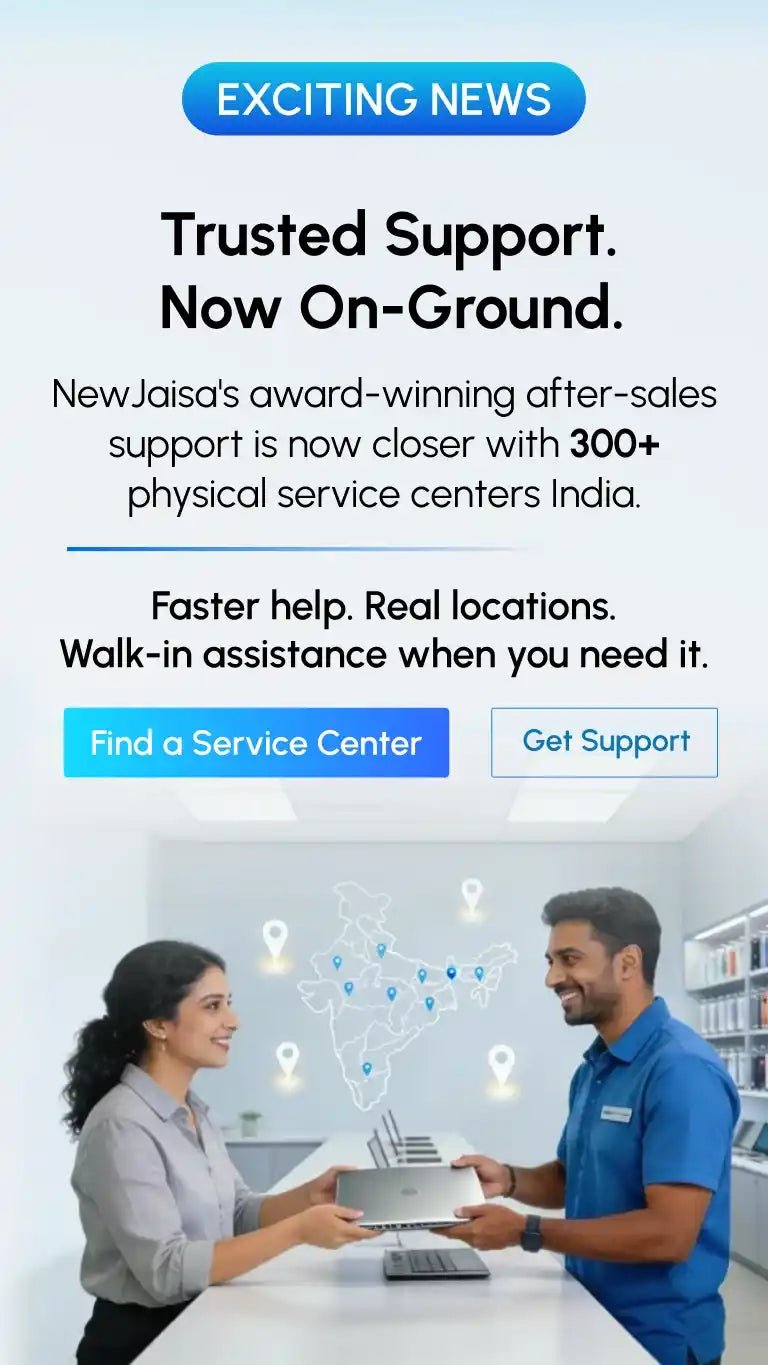 EXCITING NEWS
Trusted Support.
Now On-Ground.
NewJaisa's award-winning after-sales
support is now closer with 300+
physical service centers India.
Faster help. Real locations.
Walk-in assistance when you need it.
Find a Service Center
Get Support